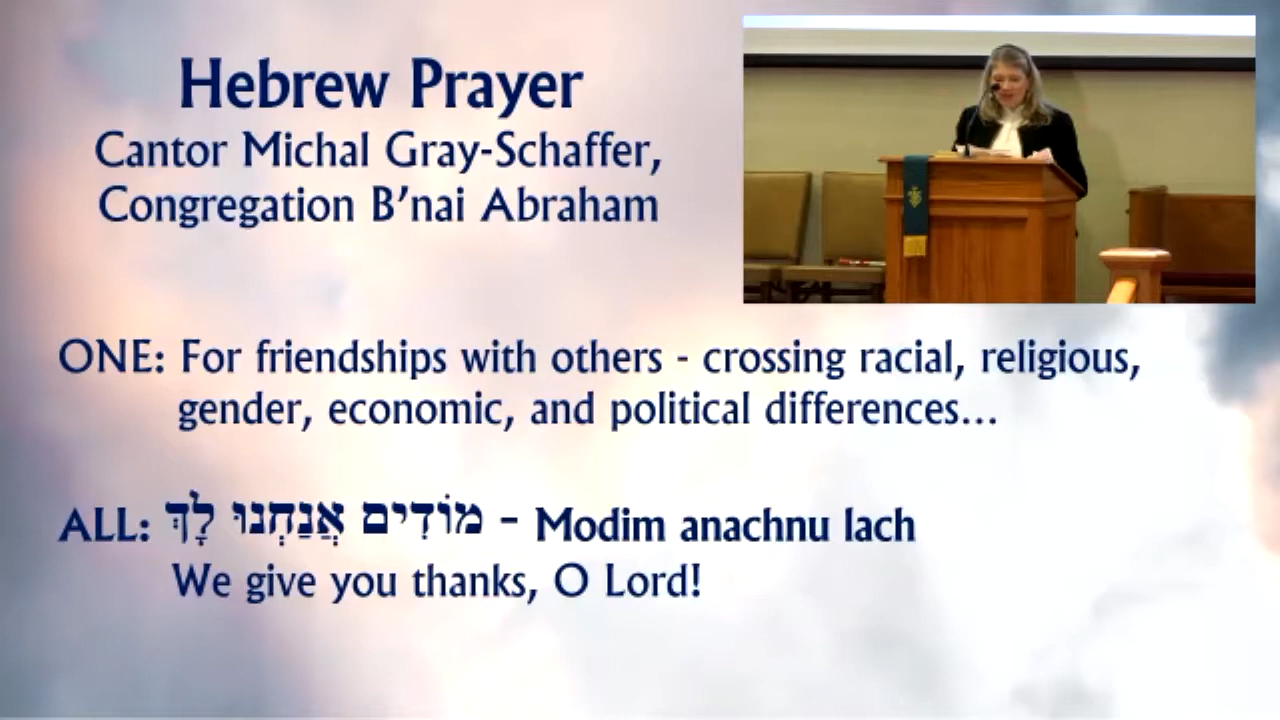 Hebrew Prayer
Cantor Michal Gray-Schaffer,
Congregation B’nai Abraham
ONE: For friendships with others - crossing racial, religious,
gender, economic, and political differences...
ALL: מוֹדִים אֲנַחְנוּ לָךְ - Modim anachnu lach
We give you thanks, O Lord!